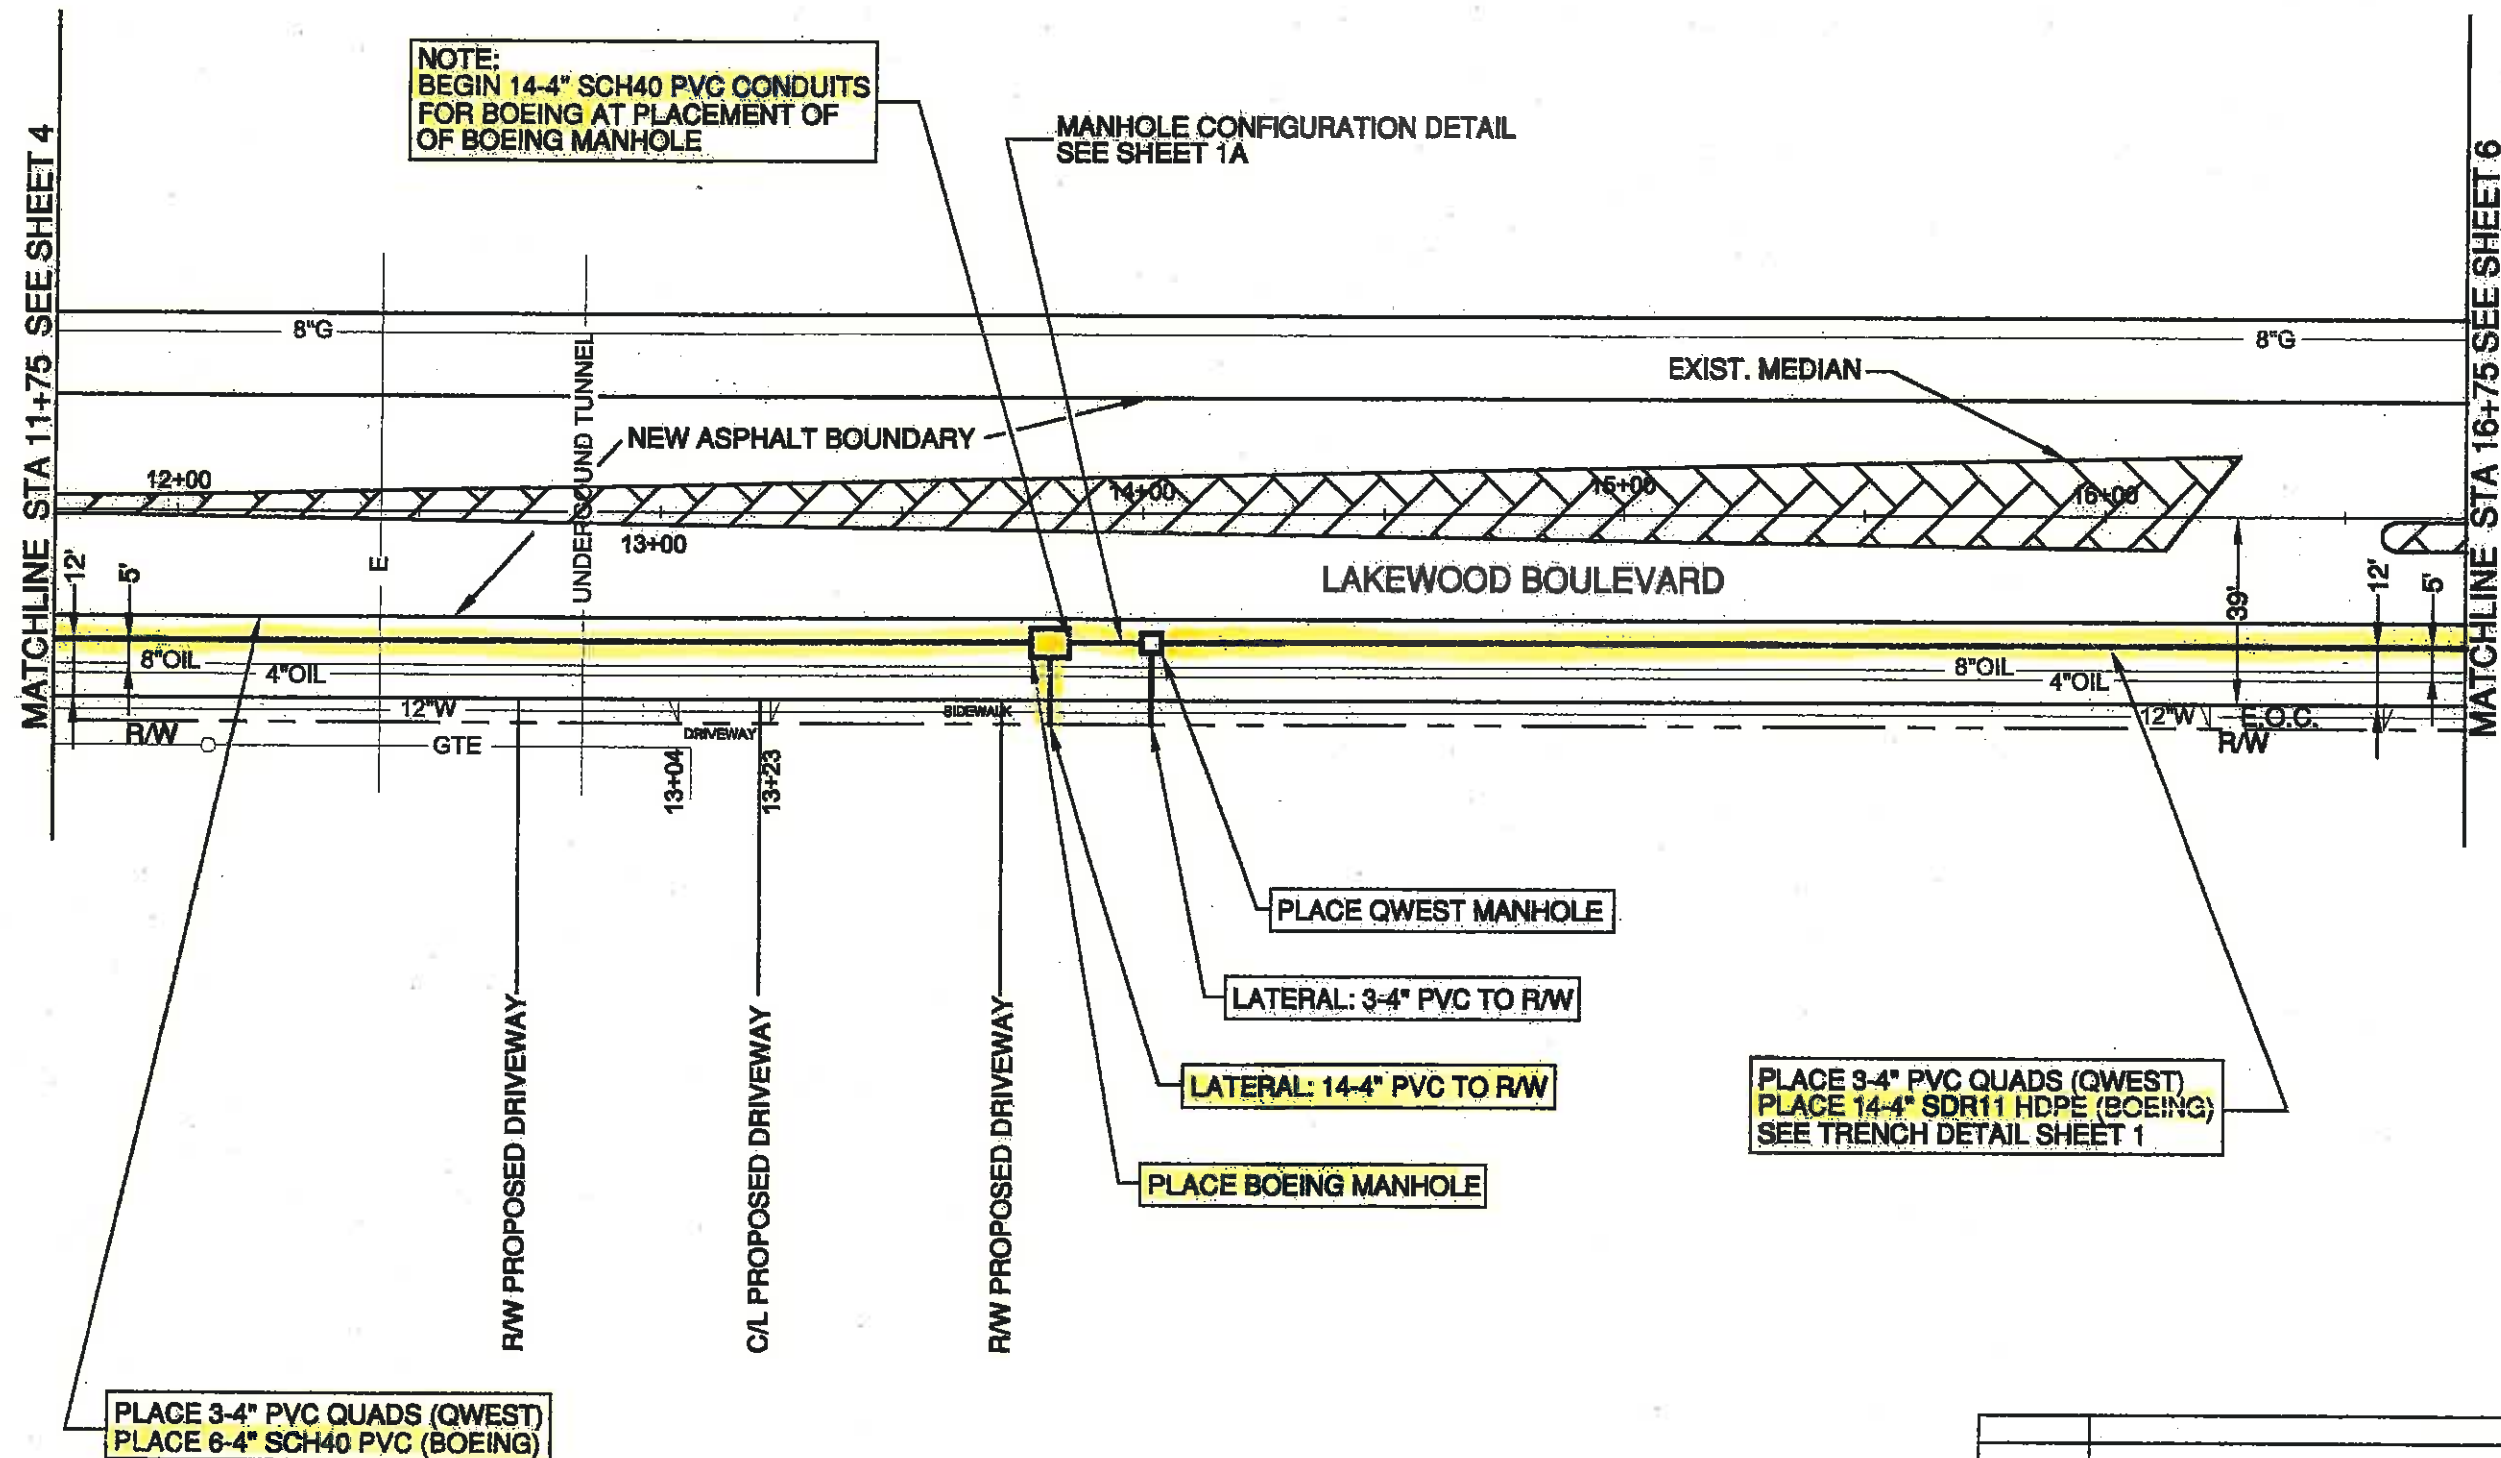 NOTE:
BEGIN 14-4" SCH40 PVC CONDUITS
FOR BOEING AT PLACEMENT OF
OF BOEING MANHOLE
MANHOLE CONFIGURATION DETAIL
SEE SHEET 1A
MATCHLINE STA 11+75 SEE SHEET 4
MATCHLINE STA 16+75 SEE SHEET 6
8"G
8"G
EXIST. MEDIAN
UNDERGOUND TUNNEL
NEW ASPHALT BOUNDARY
12+00
13+00
14+00
15+00
16+00
E
LAKEWOOD BOULEVARD
12'
5'
39'
12'
5'
8"OIL
4"OIL
8"OIL
4"OIL
12"W
SIDEWALK
12"W
E.O.C.
R/W
GTE
DRIVEWAY
R/W
13+04
13+23
PLACE QWEST MANHOLE
LATERAL: 3-4" PVC TO R/W
LATERAL: 14-4" PVC TO R/W
PLACE BOEING MANHOLE
R/W PROPOSED DRIVEWAY
C/L PROPOSED DRIVEWAY
R/W PROPOSED DRIVEWAY
PLACE 3-4" PVC QUADS (QWEST)
PLACE 14-4" SDR11 HDPE (BOEING)
SEE TRENCH DETAIL SHEET 1
PLACE 3-4" PVC QUADS (QWEST)
PLACE 6-4" SCH40 PVC (BOEING)